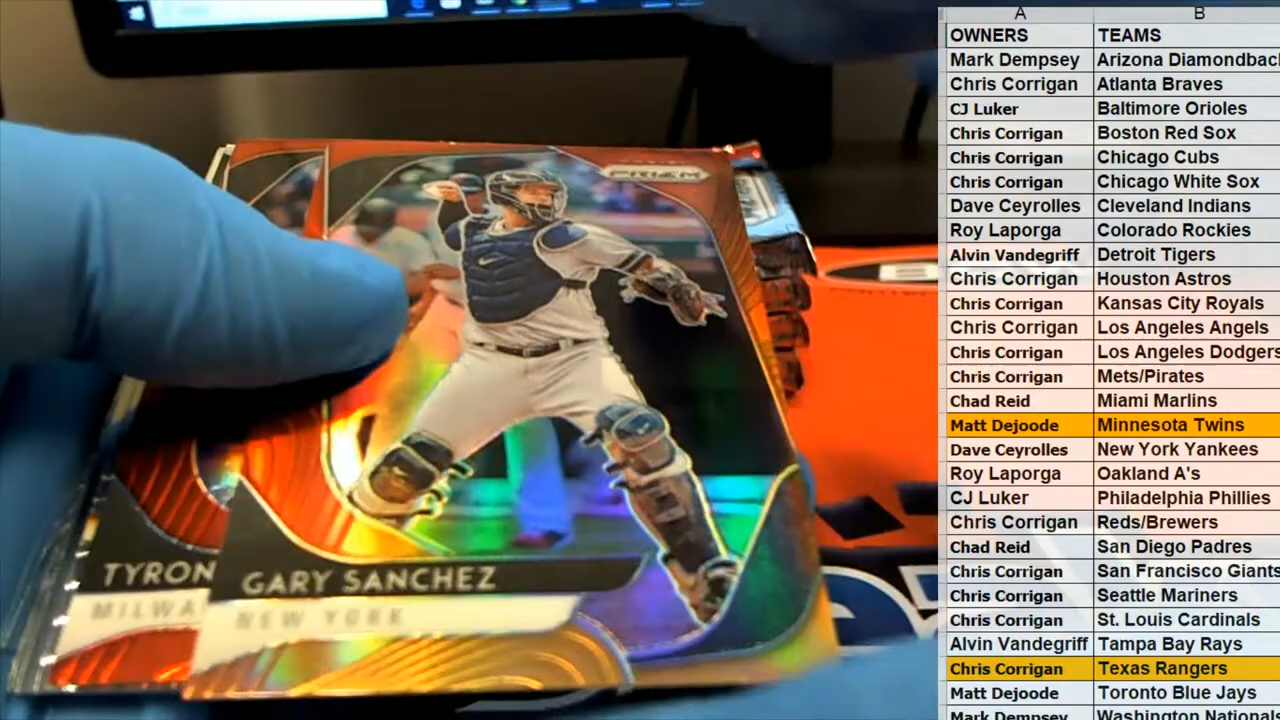 PRIZM
TYRON
MILWA
GARY SANCHEZ
NEW YORK
A B
OWNERS TEAMS
Mark Dempsey Arizona Diamondbac
Chris Corrigan Atlanta Braves
CJ Luker Baltimore Orioles
Chris Corrigan Boston Red Sox
Chris Corrigan Chicago Cubs
Chris Corrigan Chicago White Sox
Dave Ceyrolles Cleveland Indians
Roy Laporga Colorado Rockies
Alvin Vandegriff Detroit Tigers
Chris Corrigan Houston Astros
Chris Corrigan Kansas City Royals
Chris Corrigan Los Angeles Angels
Chris Corrigan Los Angeles Dodgers
Chris Corrigan Mets/Pirates
Chad Reid Miami Marlins
Matt Dejoode Minnesota Twins
Dave Ceyrolles New York Yankees
Roy Laporga Oakland A's
CJ Luker Philadelphia Phillies
Chris Corrigan Reds/Brewers
Chad Reid San Diego Padres
Chris Corrigan San Francisco Giants
Chris Corrigan Seattle Mariners
Chris Corrigan St. Louis Cardinals
Alvin Vandegriff Tampa Bay Rays
Chris Corrigan Texas Rangers
Matt Dejoode Toronto Blue Jays
Mark Dempsey Washington Nationals